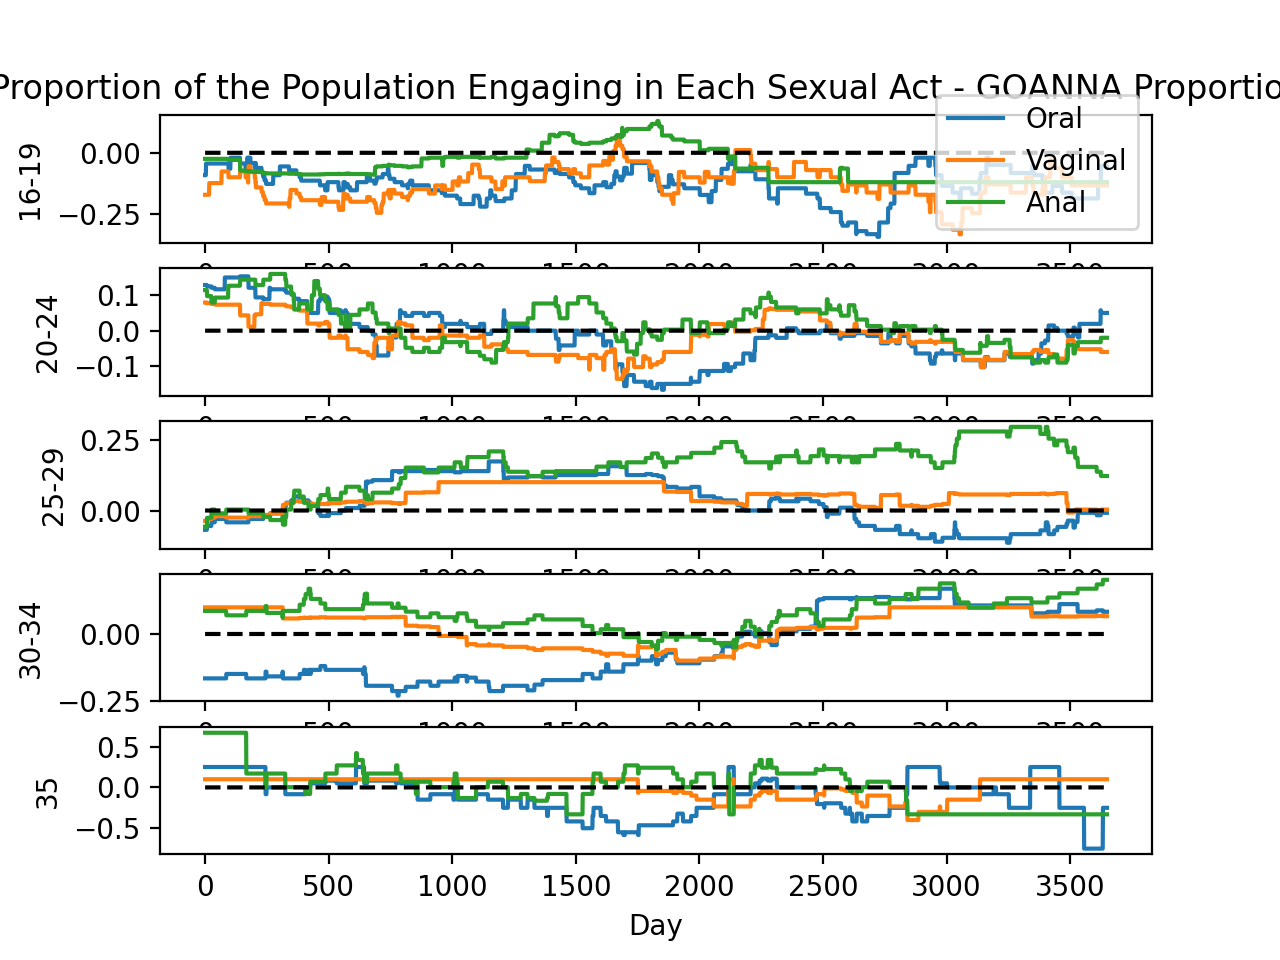 Proportion of the Population Engaging in Each Sexual Act - GOANNA Proportio
Oral
Vaginal
Anal
16-19
0.00
−0.25
20-24
0.1
0.0
−0.1
25-29
0.25
0.00
30-34
0.00
−0.25
35
0.5
0.0
−0.5
0 500 1000 1500 2000 2500 3000 3500
Day